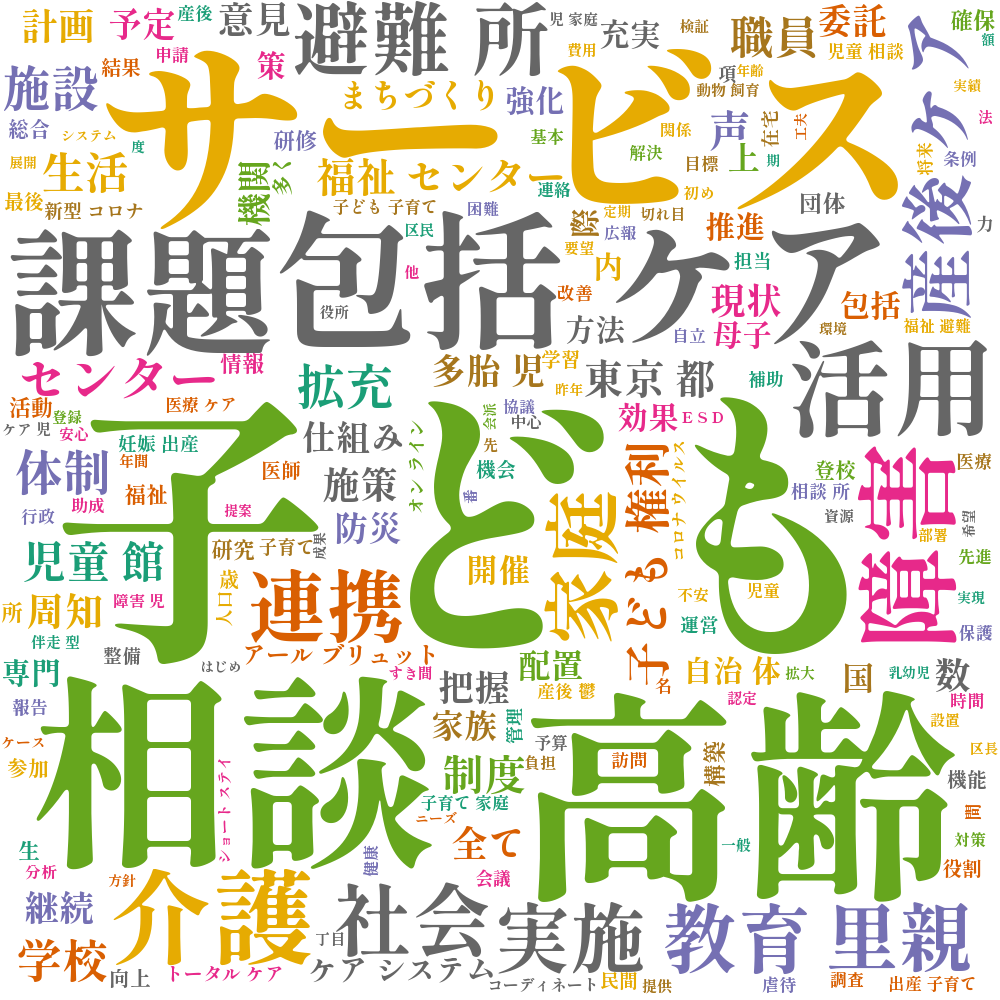 計画
予定
産後
意見
避難 所
児 家庭
充実
検証
職員
委託
確保
額
申請
費用
児童 相談
ア
結果
策
サービス
項
年齢
施設
まちづくり
強化
動物 飼育
実績
総合
システム
研修
基本
関係
声
在宅
工夫
法
度
解決
上
期
ケ
展開
生活
機関
多く
福祉 センター
連絡
目標
初め
将来
条例
最後
新型 コロナ
子ども 子育て
困難
際
定期
切れ目
団体
産後
力
区民
広報
推進
課題
包括 ケア
要望
内
担当
他
改善
現状
包括
役所
方法
自立
母子
環境
福祉 避難
センター
情報
拡充
多胎 児
学習
昨年
東京 都
補助
活用
活動
登録
医療 ケア
協議
中心
会派
効果
ESD
ケア 児
安心
妊娠 出産
仕組み
オンライン
先
子ども
体制
年間
医師
施策
機会
番
子ども 権利
コロナ ウイルス
登校
障害
医療
助成
福祉
相談 所
行政
提案
防災
家庭
資源
希望
児童 館
研究
子育て
成果
開催
部署
先進
人口
歳
連携
不安
児童
所
周知
障害 児
実現
伴走 型
整備
アール ブリュット
運営
保護
専門
はじめ
すき間
配置
名
自治 体
拡大
国
乳幼児
数
報告
把握
産後 鬱
認定
時間
相談
高齢
家族
管理
設置
ケース
予算
構築
区長
参加
ショート ステイ
制度
負担
訪問
機能
子育て 家庭
ニーズ
間
生
全て
一般
対策
分析
健康
方針
介護
会議
役割
継続
社会
実施
教育
里親
学校
丁目
向上
トータル ケア
ケア システム
コーディネート
民間
提供
虐待
調査
出産 子育て